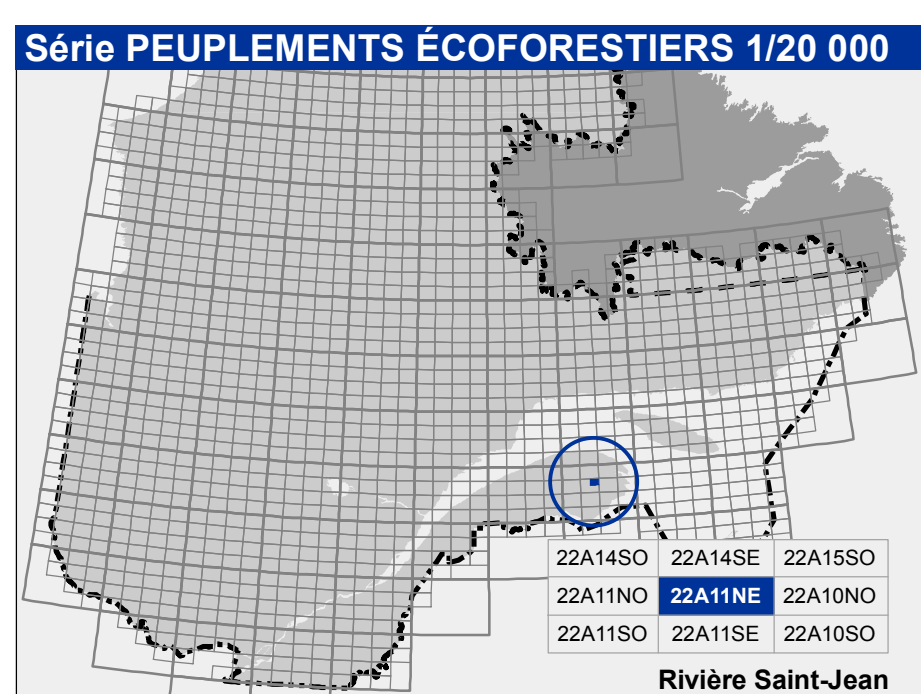 Série PEUPLEMENTS ÉCOFORESTIERS 1/20 000
22A14SO 22A14SE 22A15SO
22A11NO 22A11NE 22A10NO
22A11SO 22A11SE 22A10SO
Rivière Saint-Jean